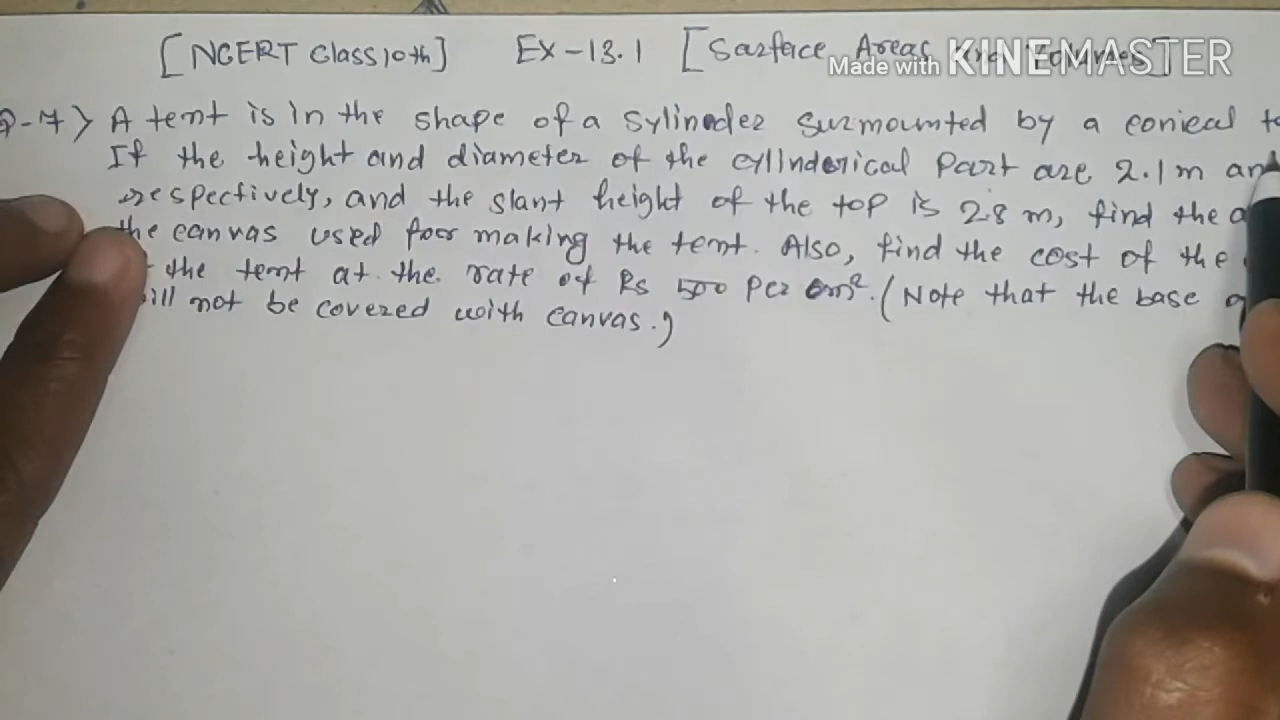 [NCERT Class 10th] Ex-13.1 [Surface Areas
Made with KINEMASTER
Q-7> A tent is in the shape of a Sylinder surmounted by a conical
If the height and diameter of the cylinderical part are 2.1m
respectively, and the slant height of the top is 2.8 m, find the
the canvas used foor making the tent. Also, find the cost of the
the tent at the rate of Rs 500 per m². (Note that the base
will not be covered with canvas.)